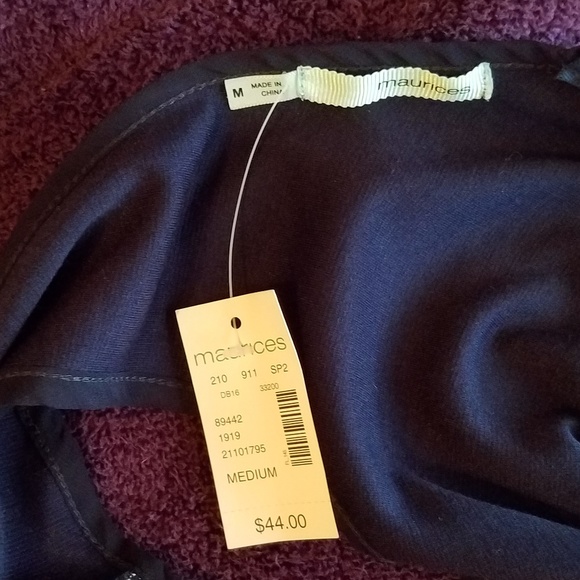 M
MADE IN
CHINA
maurices
maurices
210 911 SP2
DB16 33200
89442
1919
21101795
MEDIUM
$44.00